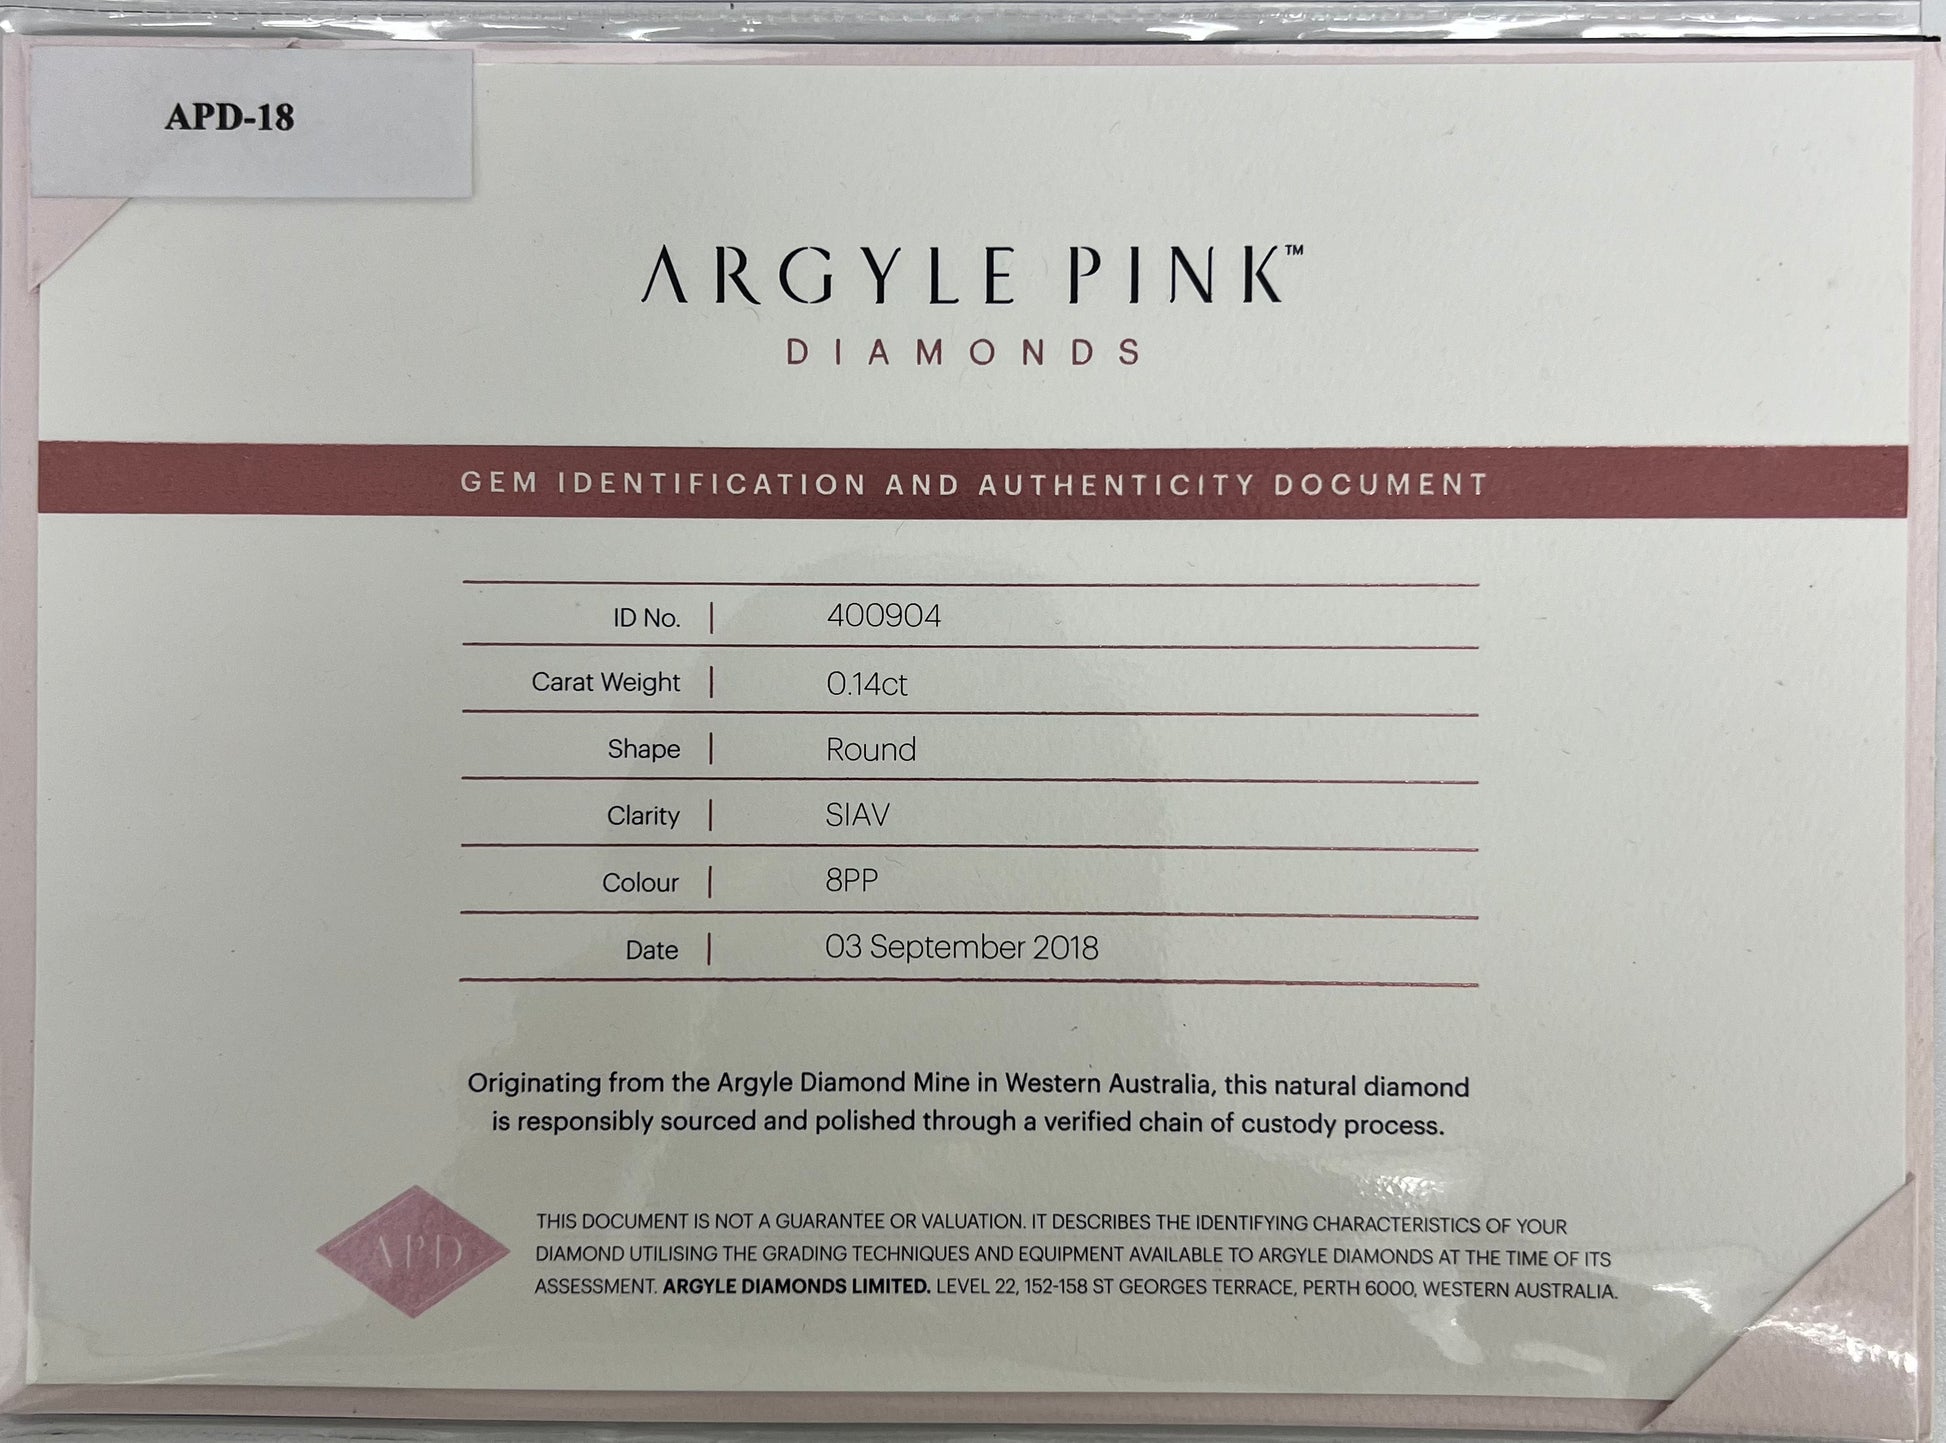 APD-18
ARGYLE PINK™
DIAMONDS
GEM IDENTIFICATION AND AUTHENTICITY DOCUMENT
ID No. | 400904
Carat Weight | 0.14ct
Shape | Round
Clarity | SIAV
Colour | 8PP
Date | 03 September 2018
Originating from the Argyle Diamond Mine in Western Australia, this natural diamond
is responsibly sourced and polished through a verified chain of custody process.
APD
THIS DOCUMENT IS NOT A GUARANTEE OR VALUATION. IT DESCRIBES THE IDENTIFYING CHARACTERISTICS OF YOUR
DIAMOND UTILISING THE GRADING TECHNIQUES AND EQUIPMENT AVAILABLE TO ARGYLE DIAMONDS AT THE TIME OF ITS
ASSESSMENT. ARGYLE DIAMONDS LIMITED. LEVEL 22, 152-158 ST GEORGES TERRACE, PERTH 6000, WESTERN AUSTRALIA.